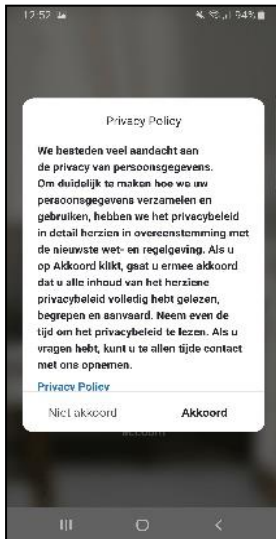 12:52
94%
Privacy Policy
We besteden veel aandacht aan
de privacy van persoonsgegevens.
Om duidelijk te maken hoe we uw
persoonsgegevens verzamelen en
gebruiken, hebben we het privacybeleid
in detail herzien in overeenstemming met
de nieuwste wet- en regelgeving. Als u
op Akkoord klikt, gaat u ermee akkoord
dat u alle inhoud van het herziene
privacybeleid volledig hebt gelezen,
begrepen en aanvaard. Neem even de
tijd om het privacybeleid te lezen. Als u
vragen hebt, kunt u te allen tijde contact
met ons opnemen.
Privacy Policy
Niet akkoord Akkoord